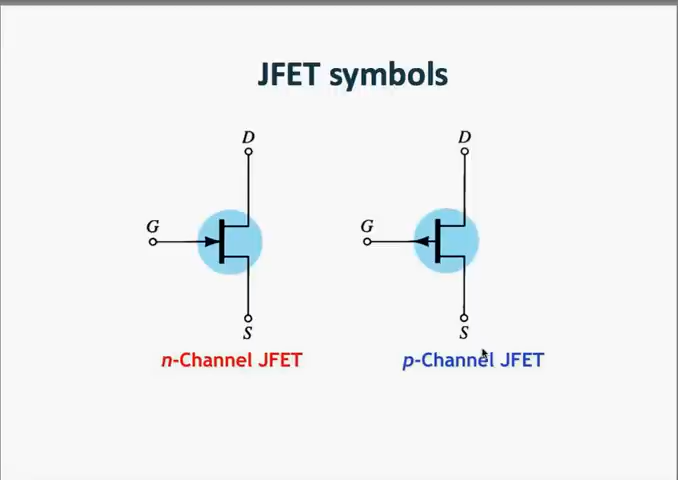 JFET symbols
D
D
G
G
S
S
n-Channel JFET
p-Channel JFET